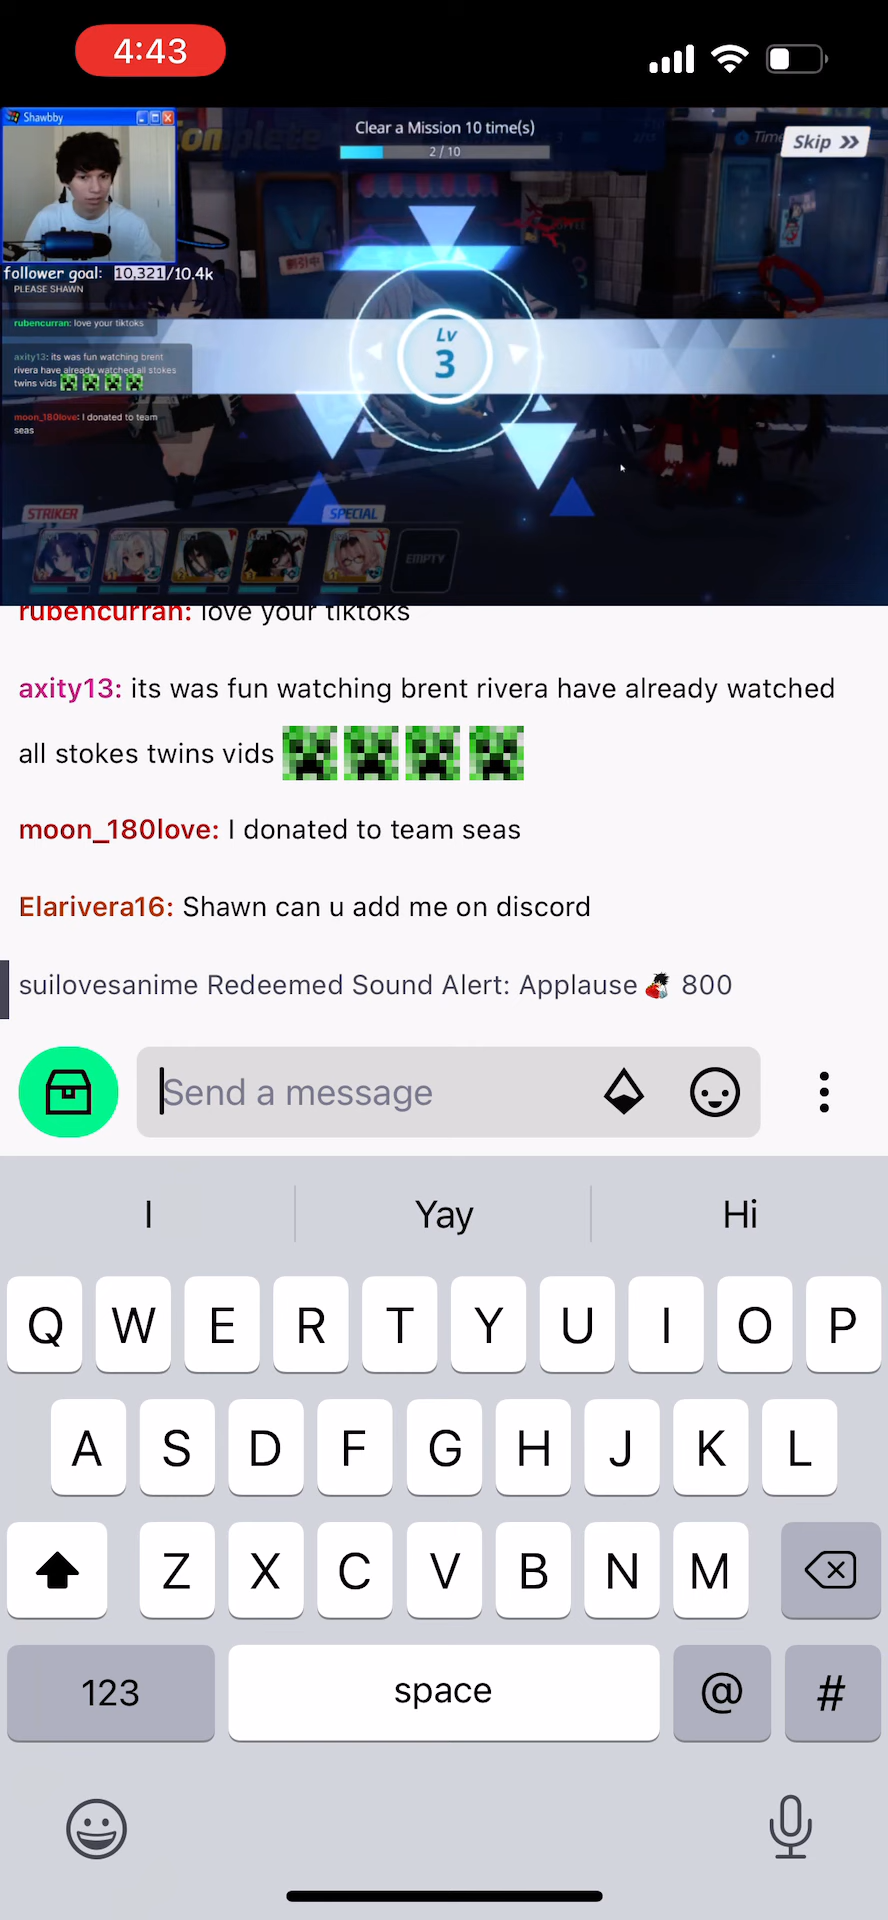 4:43
Shawbby
Complete
Clear a Mission 10 time(s)
2 / 10
Time
Skip
follower goal: 10,321/10.4k
PLEASE SHAWN
rubencurran: love your tiktoks
axity13: its was fun watching brent
rivera have already watched all stokes
twins vids
moon_180love: I donated to team
seas
Lv
3
STRIKER
SPECIAL
EMPTY
rubencurran: love your tiktoks
axity13: its was fun watching brent rivera have already watched
all stokes twins vids
moon_180love: I donated to team seas
Elarivera16: Shawn can u add me on discord
suilovesanime Redeemed Sound Alert: Applause 800
Send a message
I Yay Hi
Q W E R T Y U I O P
A S D F G H J K L
Z X C V B N M
123 space @ #